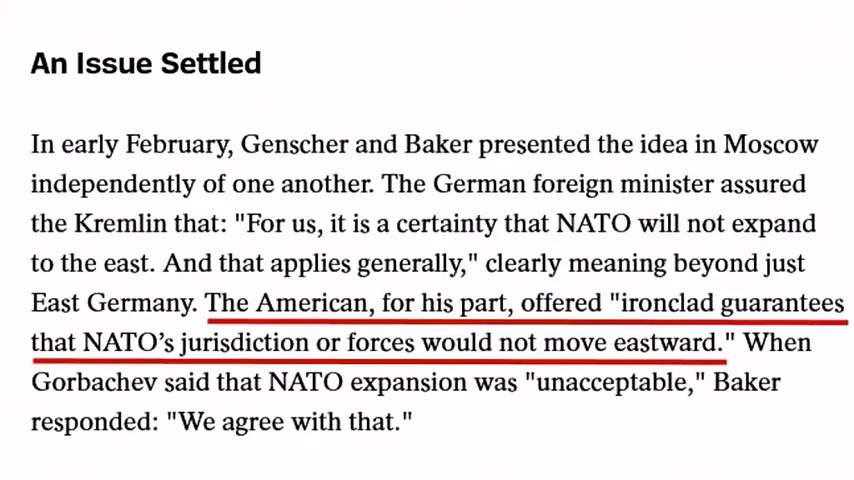 An Issue Settled
In early February, Genscher and Baker presented the idea in Moscow
independently of one another. The German foreign minister assured
the Kremlin that: "For us, it is a certainty that NATO will not expand
to the east. And that applies generally," clearly meaning beyond just
East Germany. The American, for his part, offered "ironclad guarantees
that NATO’s jurisdiction or forces would not move eastward." When
Gorbachev said that NATO expansion was "unacceptable," Baker
responded: "We agree with that."